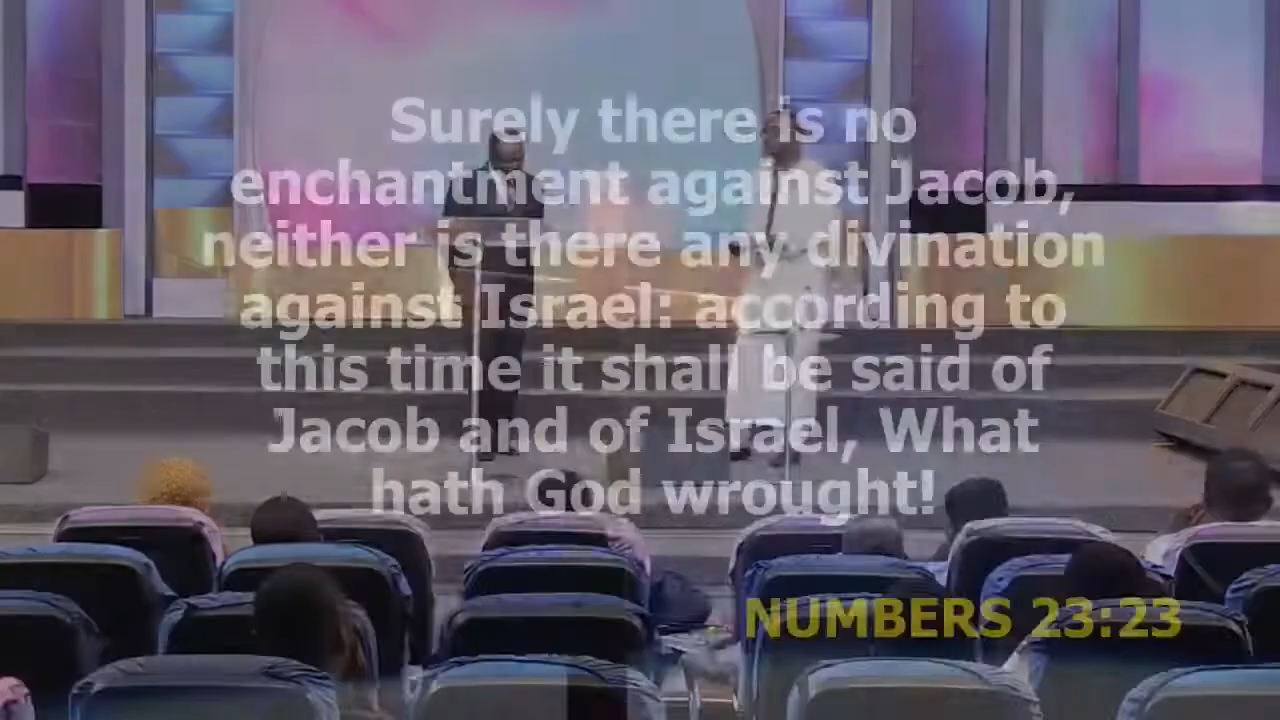 Surely there is no
enchantment against Jacob,
neither is there any divination
against Israel: according to
this time it shall be said of
Jacob and of Israel, What
hath God wrought!
NUMBERS 23:23